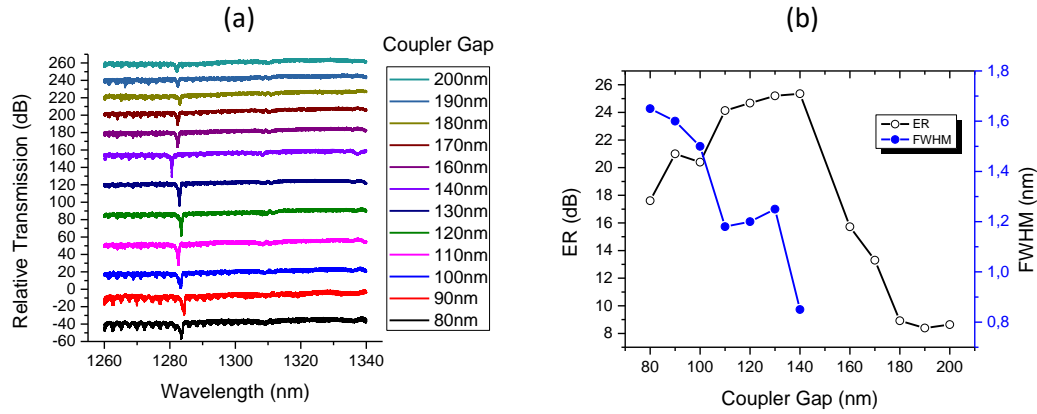 (a)
Relative Transmission (dB)
260
240
220
200
180
160
140
120
100
80
60
40
20
0
-20
-40
-60
1260
1280
1300
1320
1340
Wavelength (nm)
Coupler Gap
200nm
190nm
180nm
170nm
160nm
140nm
130nm
120nm
110nm
100nm
90nm
80nm
(b)
ER (dB)
26
24
22
20
18
16
14
12
10
8
80
100
120
140
160
180
200
Coupler Gap (nm)
ER
FWHM
1,8
1,6
1,4
1,2
1,0
0,8
FWHM (nm)